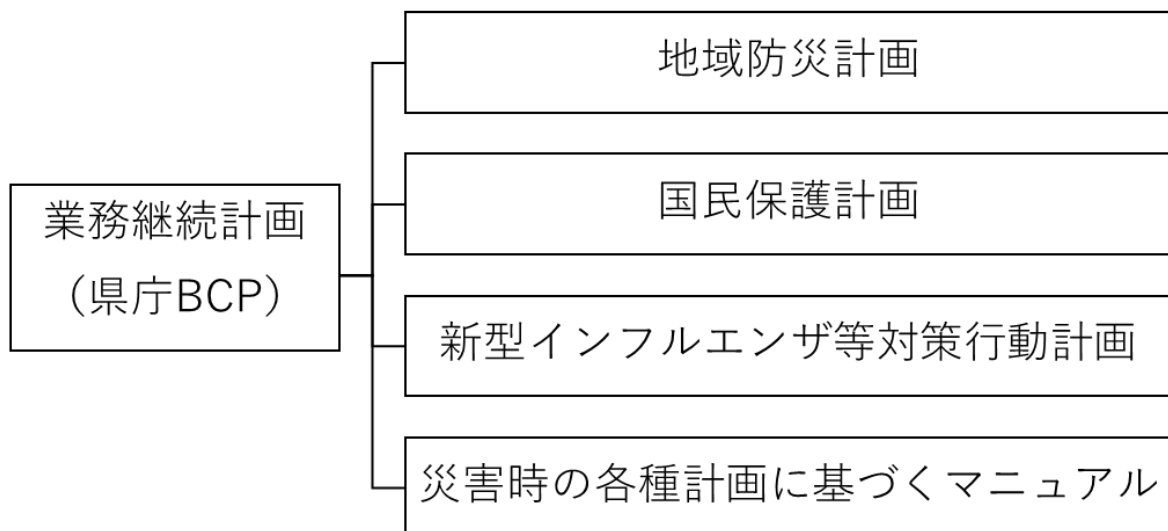 地域防災計画
国民保護計画
業務継続計画
（県庁BCP）
新型インフルエンザ等対策行動計画
災害時の各種計画に基づくマニュアル